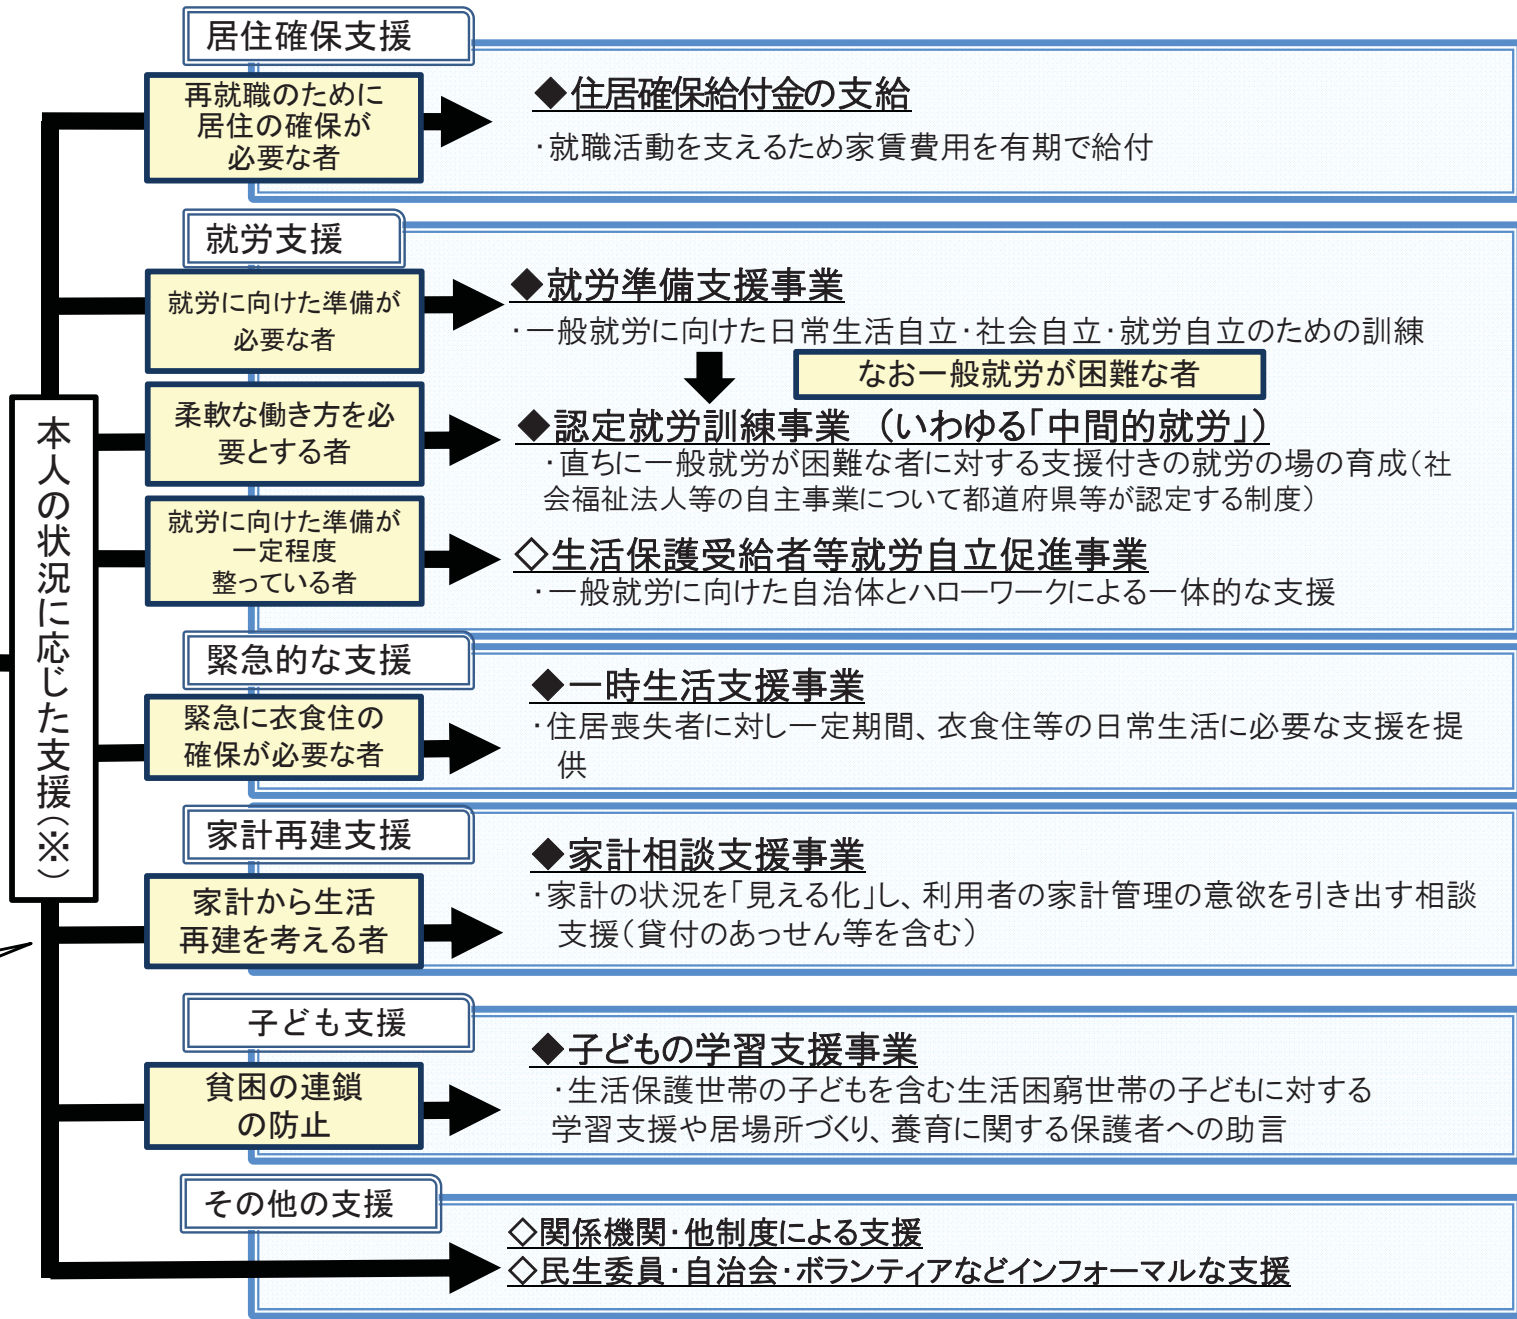 本人の状況に応じた支援(※)
居住確保支援
再就職のために
居住の確保が
必要な者
◆住居確保給付金の支給
・就職活動を支えるため家賃費用を有期で給付
就労支援
就労に向けた準備が
必要な者
◆就労準備支援事業
・一般就労に向けた日常生活自立・社会自立・就労自立のための訓練
なお一般就労が困難な者
柔軟な働き方を必
要とする者
◆認定就労訓練事業 (いわゆる「中間的就労」)
・直ちに一般就労が困難な者に対する支援付きの就労の場の育成(社
会福祉法人等の自主事業について都道府県等が認定する制度)
就労に向けた準備が
一定程度
整っている者
◇生活保護受給者等就労自立促進事業
・一般就労に向けた自治体とハローワークによる一体的な支援
緊急的な支援
緊急に衣食住の
確保が必要な者
◆一時生活支援事業
・住居喪失者に対し一定期間、衣食住等の日常生活に必要な支援を提
供
家計再建支援
家計から生活
再建を考える者
◆家計相談支援事業
・家計の状況を「見える化」し、利用者の家計管理の意欲を引き出す相談
支援(貸付のあっせん等を含む)
子ども支援
貧困の連鎖
の防止
◆子どもの学習支援事業
・生活保護世帯の子どもを含む生活困窮世帯の子どもに対する
学習支援や居場所づくり、養育に関する保護者への助言
その他の支援
◇関係機関・他制度による支援
◇民生委員・自治会・ボランティアなどインフォーマルな支援